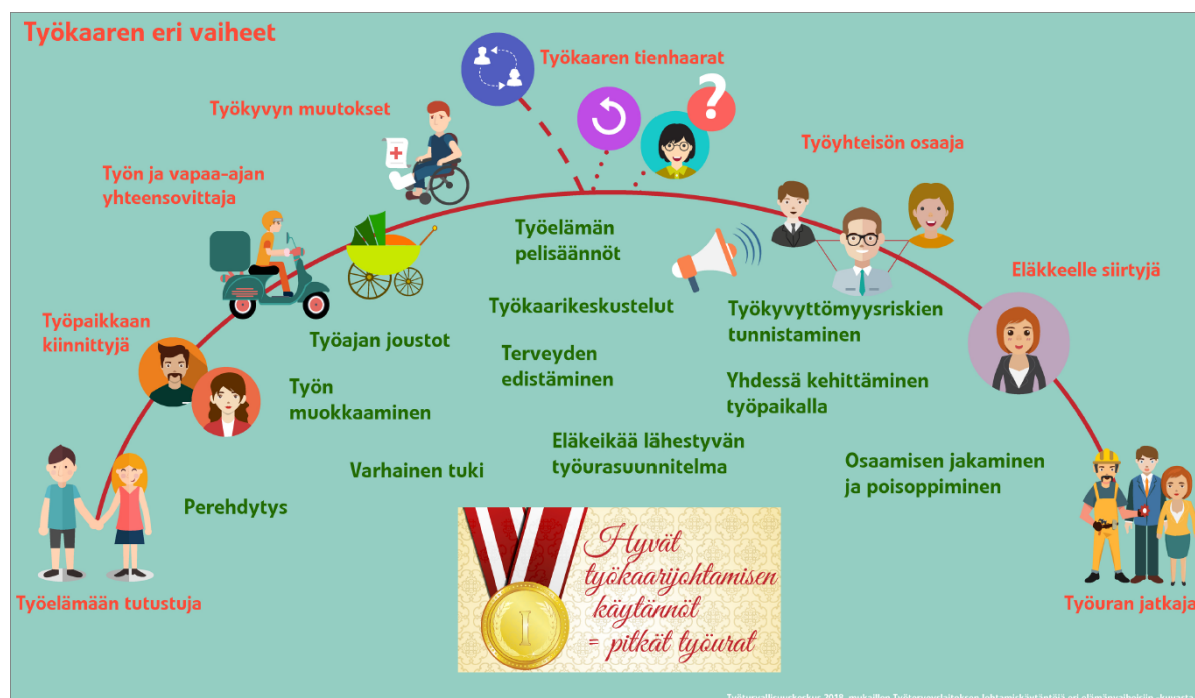 Työkaaren eri vaiheet
Työkaaren tienhaarat
Työkyvyn muutokset
Työyhteisön osaaja
Työn ja vapaa-ajan
yhteensovittaja
Työelämän
pelisäännöt
Eläkkeelle siirtyjä
Työkaarikeskustelut
Työkyvyttömyysriskien
tunnistaminen
Työpaikkaan
kiinnittyjä
Työajan joustot
Terveyden
edistäminen
Työn
muokkaaminen
Yhdessä kehittäminen
työpaikalla
Eläkeikää lähestyvän
työurasuunnitelma
Varhainen tuki
Osaamisen jakaminen
ja poisoppiminen
Perehdytys
?
I
Hyvät
työkaarijohtamisen
käytännöt
= pitkät työurat
Työelämään tutustuja
Työuran jatkaja